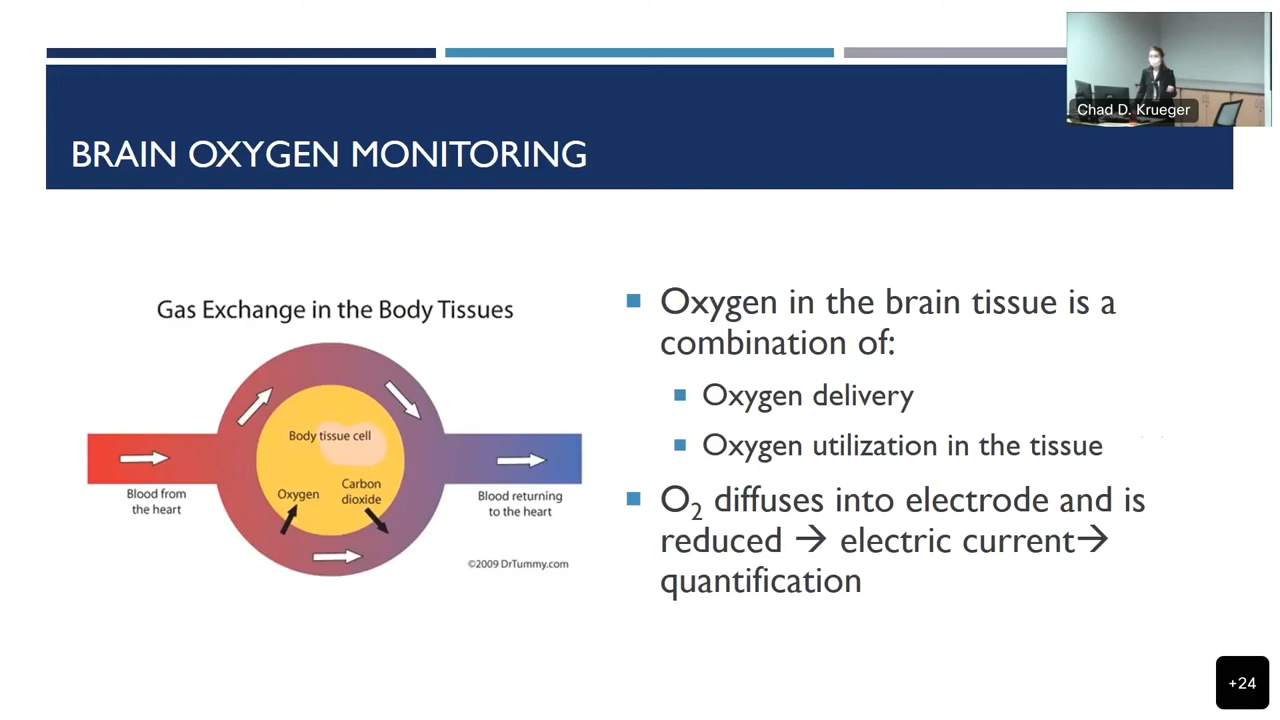 Chad D. Krueger
BRAIN OXYGEN MONITORING
Gas Exchange in the Body Tissues
Body tissue cell
Oxygen
Carbon
dioxide
Blood from
the heart
Blood returning
to the heart
©2009 DrTummy.com
■ Oxygen in the brain tissue is a
combination of:
■ Oxygen delivery
■ Oxygen utilization in the tissue
■ O₂ diffuses into electrode and is
reduced → electric current→
quantification
+24